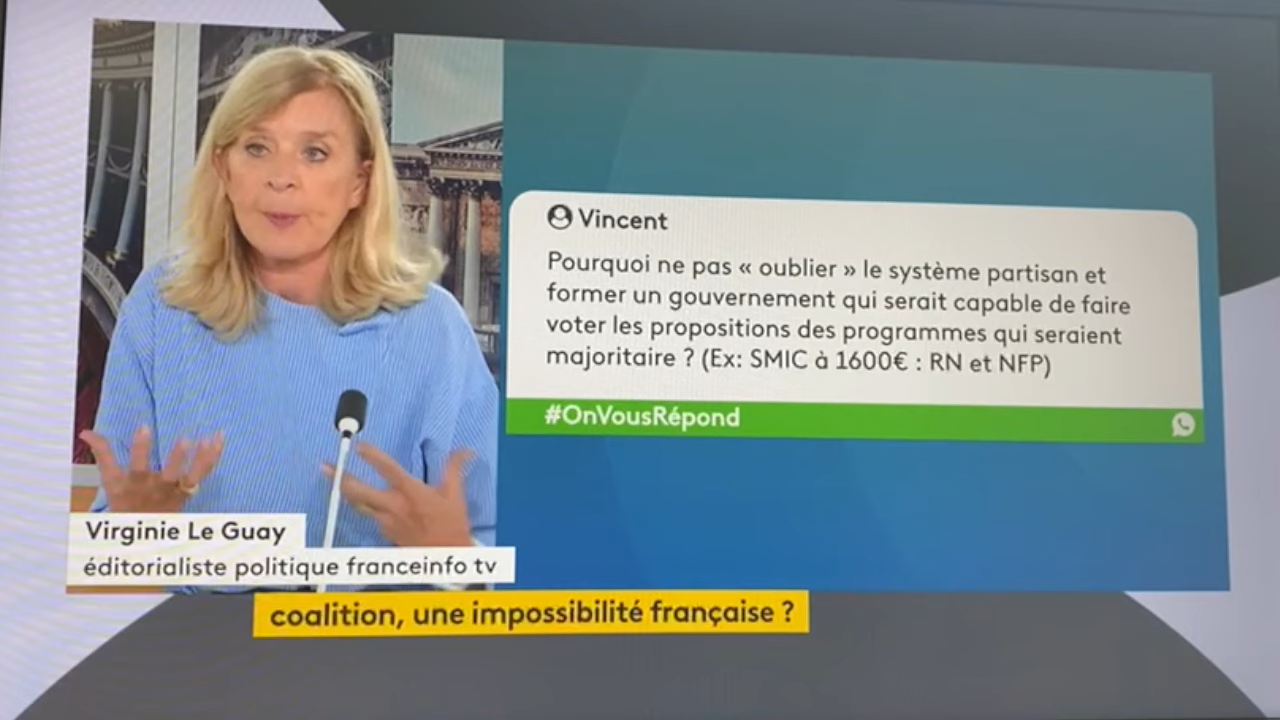 Vincent
Pourquoi ne pas « oublier » le système partisan et
former un gouvernement qui serait capable de faire
voter les propositions des programmes qui seraient
majoritaire ? (Ex: SMIC à 1600€ : RN et NFP)
#OnVousRépond
Virginie Le Guay
éditorialiste politique franceinfo tv
coalition, une impossibilité française ?